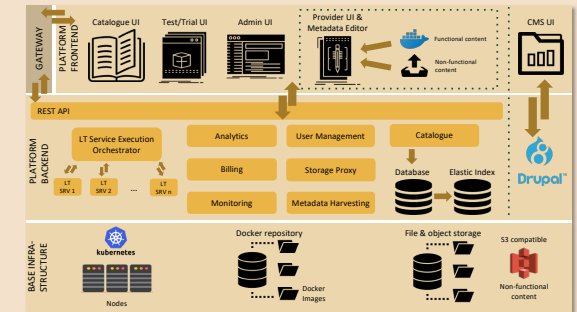 GATEWAY
PLATFORM
FRONTEND
Catalogue UI
Test/Trial UI
Admin UI
Provider UI &
Metadata Editor
Functional content
Non-functional
content
CMS UI
REST API
PLATFORM
BACKEND
LT Service Execution
Orchestrator
LT
SRV 1
LT
SRV 2
...
LT
SRV n
Analytics
User Management
Catalogue
Billing
Storage Proxy
Monitoring
Metadata Harvesting
Database
Elastic Index
Drupal™
BASE INFRA-
STRUCTURE
kubernetes
Nodes
Docker repository
Docker
Images
File & object storage
S3 compatible
Non-functional
content